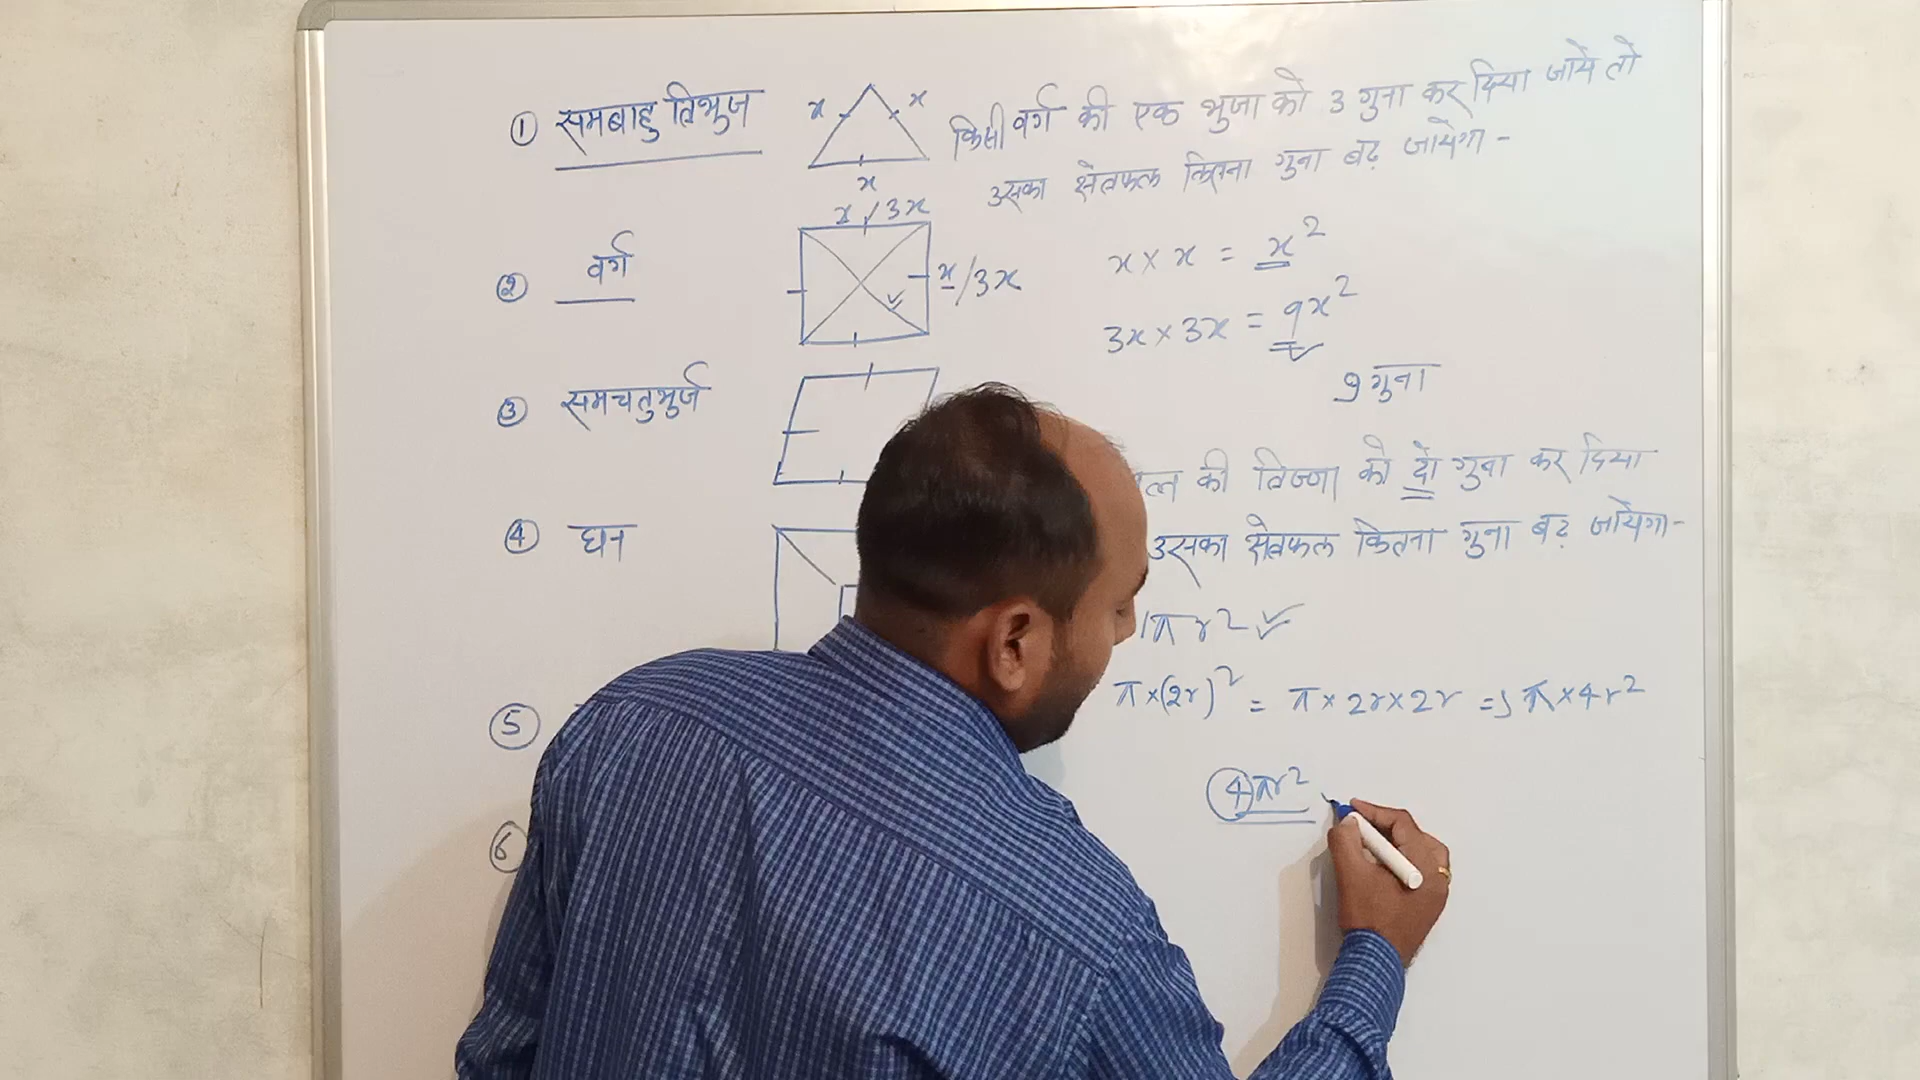 ① समबाहु त्रिभुज
x x
x
किसी वर्ग की एक भुजा को 3 गुना कर दिया जाये तो
उसका क्षेत्रफल कितना गुना बढ़ जायेगा -
② वर्ग
x / 3x
x / 3x
x × x = x²
3x × 3x = 9x²
9 गुना
③ समचतुर्भुज
की त्रिज्या को दो गुना कर दिया
उसका क्षेत्रफल कितना गुना बढ़ जायेगा -
④ घन
πr²
π×(2r)² = π × 2r × 2r => π × 4r²
4πr²
⑤
⑥